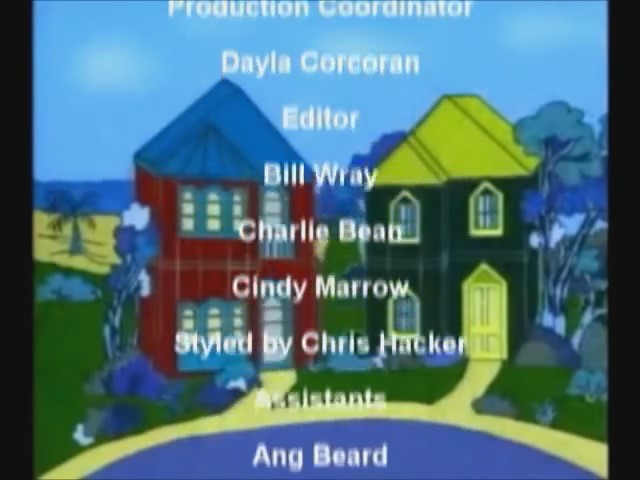 Production Coordinator
Dayla Corcoran
Editor
Bill Wray
Charlie Bean
Cindy Marrow
Styled by Chris Hacker
Assistants
Ang Beard